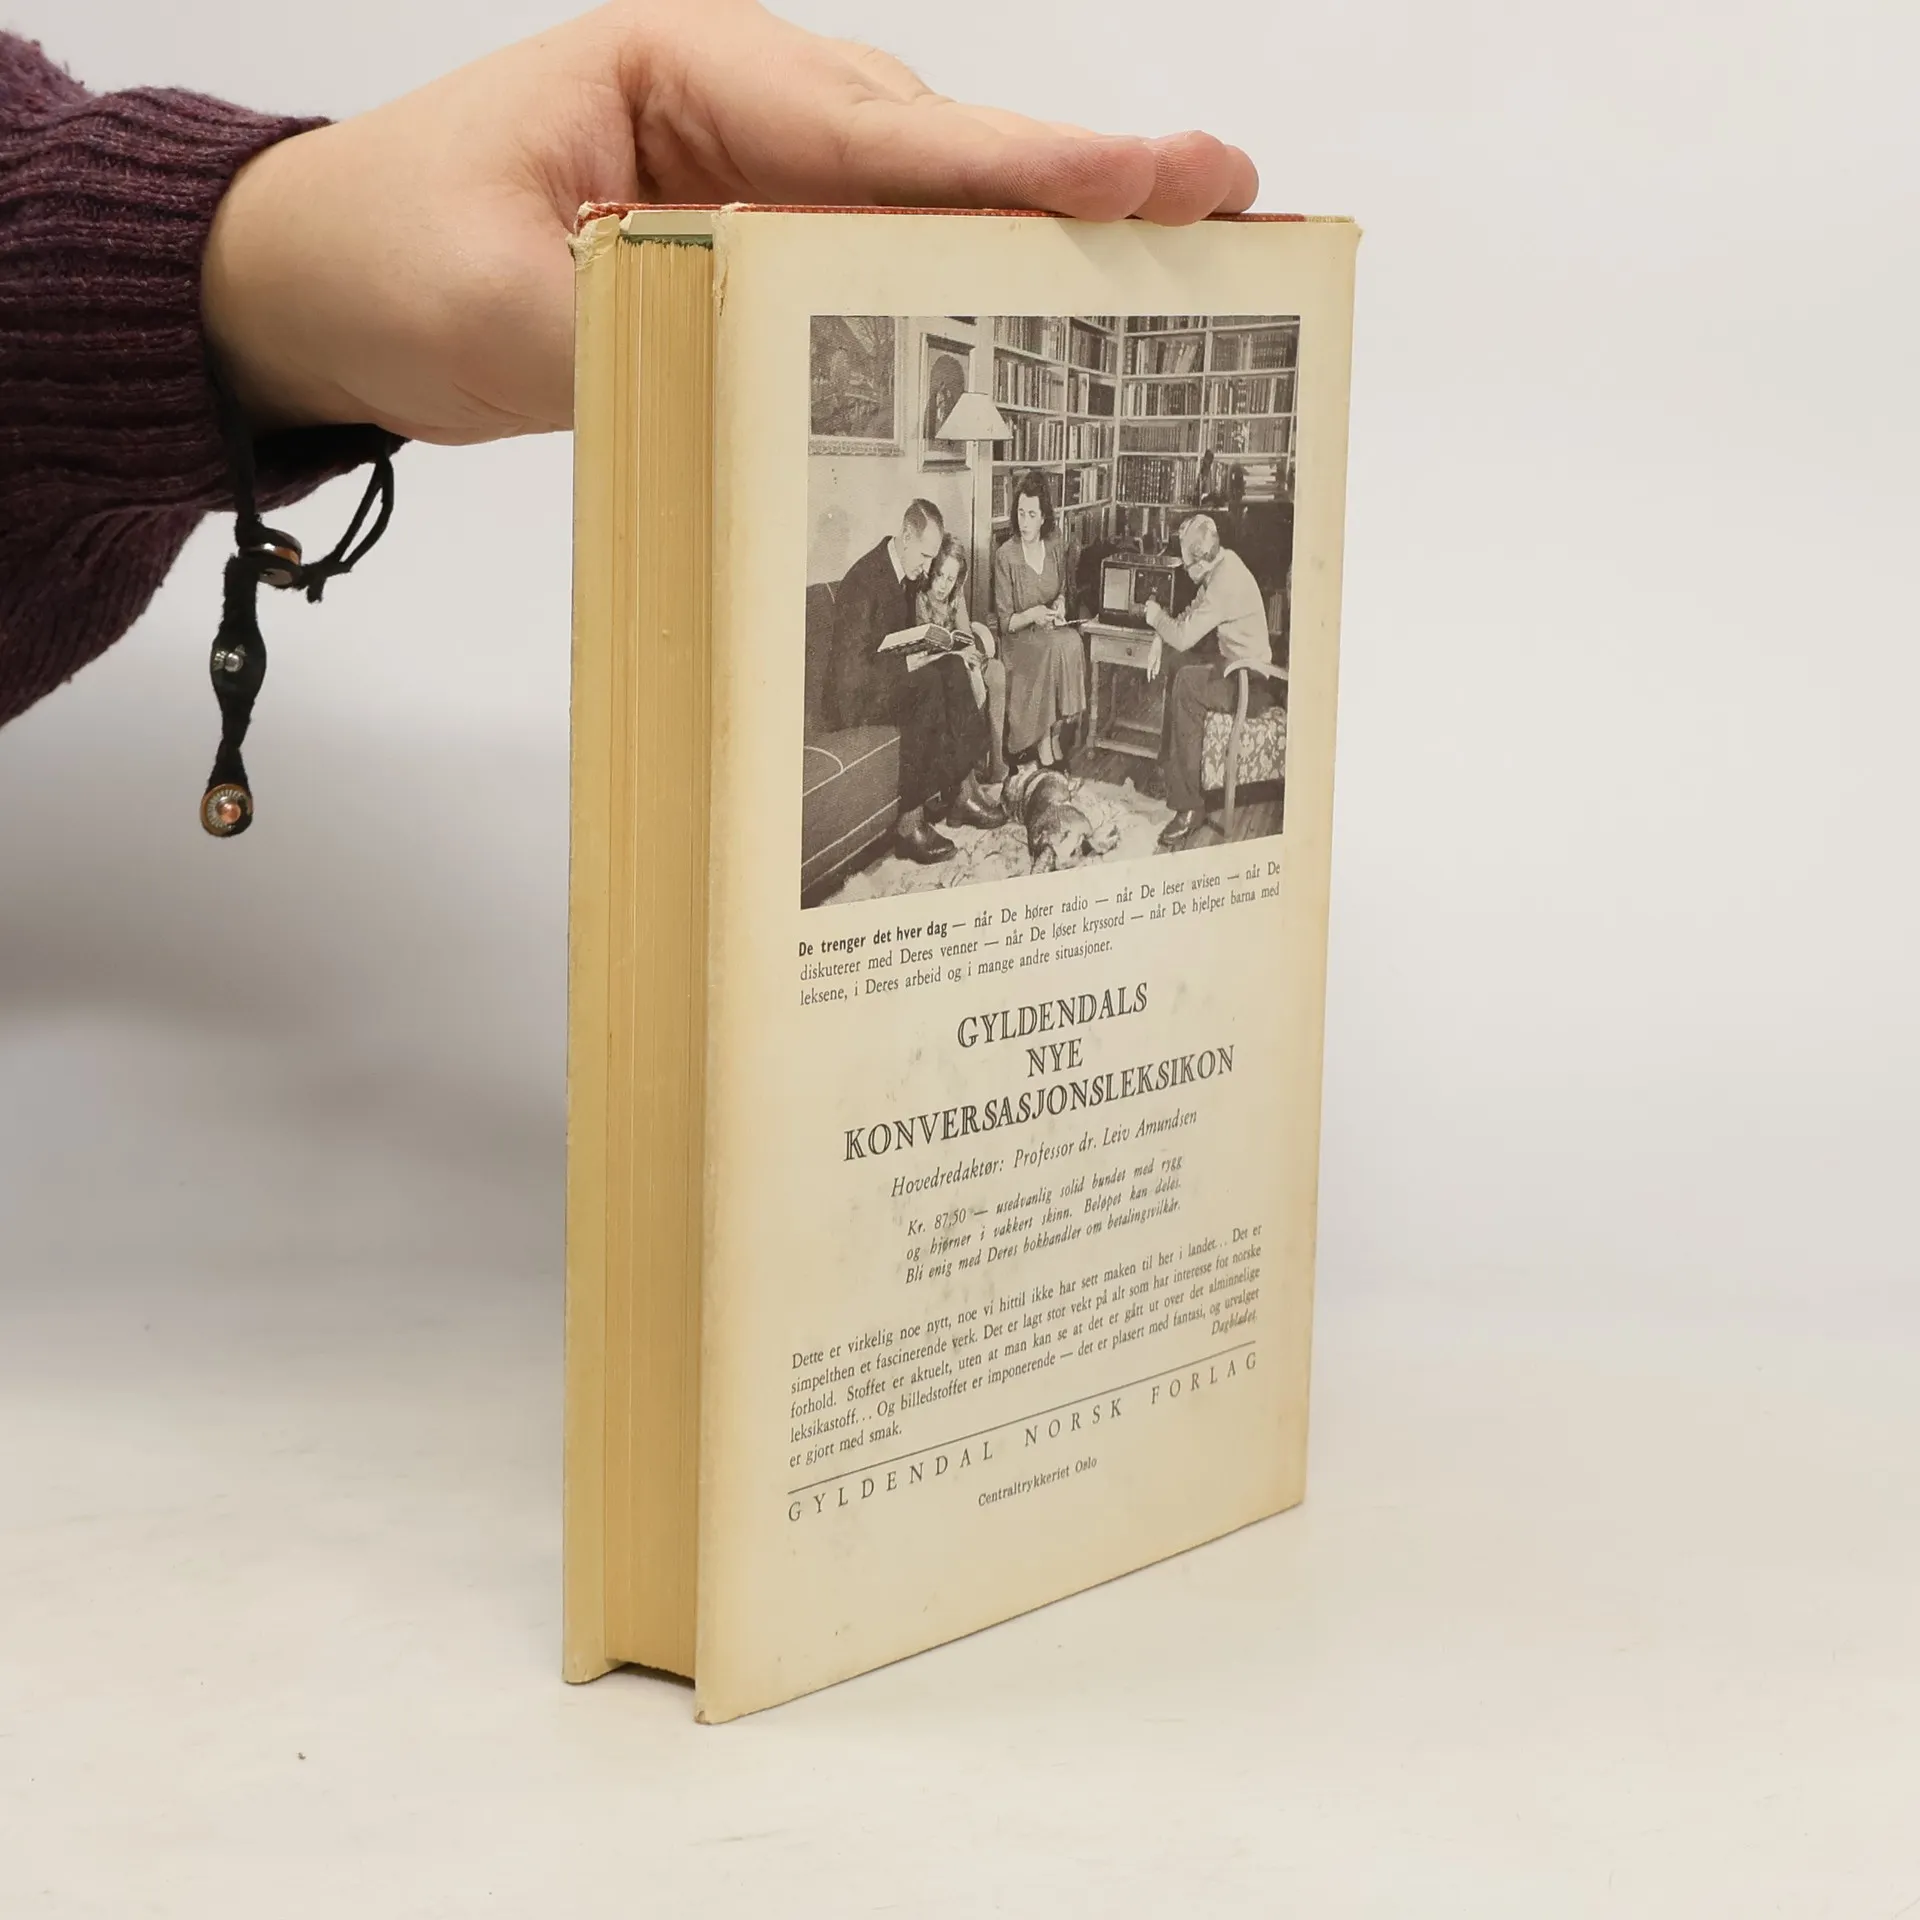 De trenger det hver dag — når De hører radio — når De leser avisen — når De
diskuterer med Deres venner — når De løser kryssord — når De hjelper barna med
leksene, i Deres arbeid og i mange andre situasjoner.
GYLDENDALS
NYE
KONVERSASJONSLEKSIKON
Hovedredaktør: Professor dr. Leiv Amundsen
Kr. 87,50 — usedvanlig solid bundet med rygg
og hjørner i vakkert skinn. Beløpet kan deles.
Bli enig med Deres bokhandler om betalingsvilkår.
Dette er virkelig noe nytt, noe vi hittil ikke har sett maken til her i landet... Det er
simpelthen et fascinerende verk. Det er lagt stor vekt på alt som har interesse for norske
forhold. Stoffet er aktuelt, uten at man kan se at det er gått ut over det alminnelige
leksikastoff... Og billedstoffet er imponerende — det er plasert med fantasi, og utvalget
er gjort med smak.
Dagbladet.
GYLDENDAL NORSK FORLAG
Centraltrykkeriet Oslo